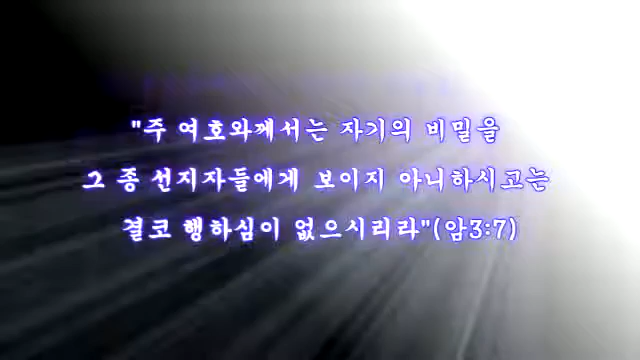 "주 여호와께서는 자기의 비밀을
그 종 선지자들에게 보이지 아니하시고는
결코 행하심이 없으시리라"(암3:7)